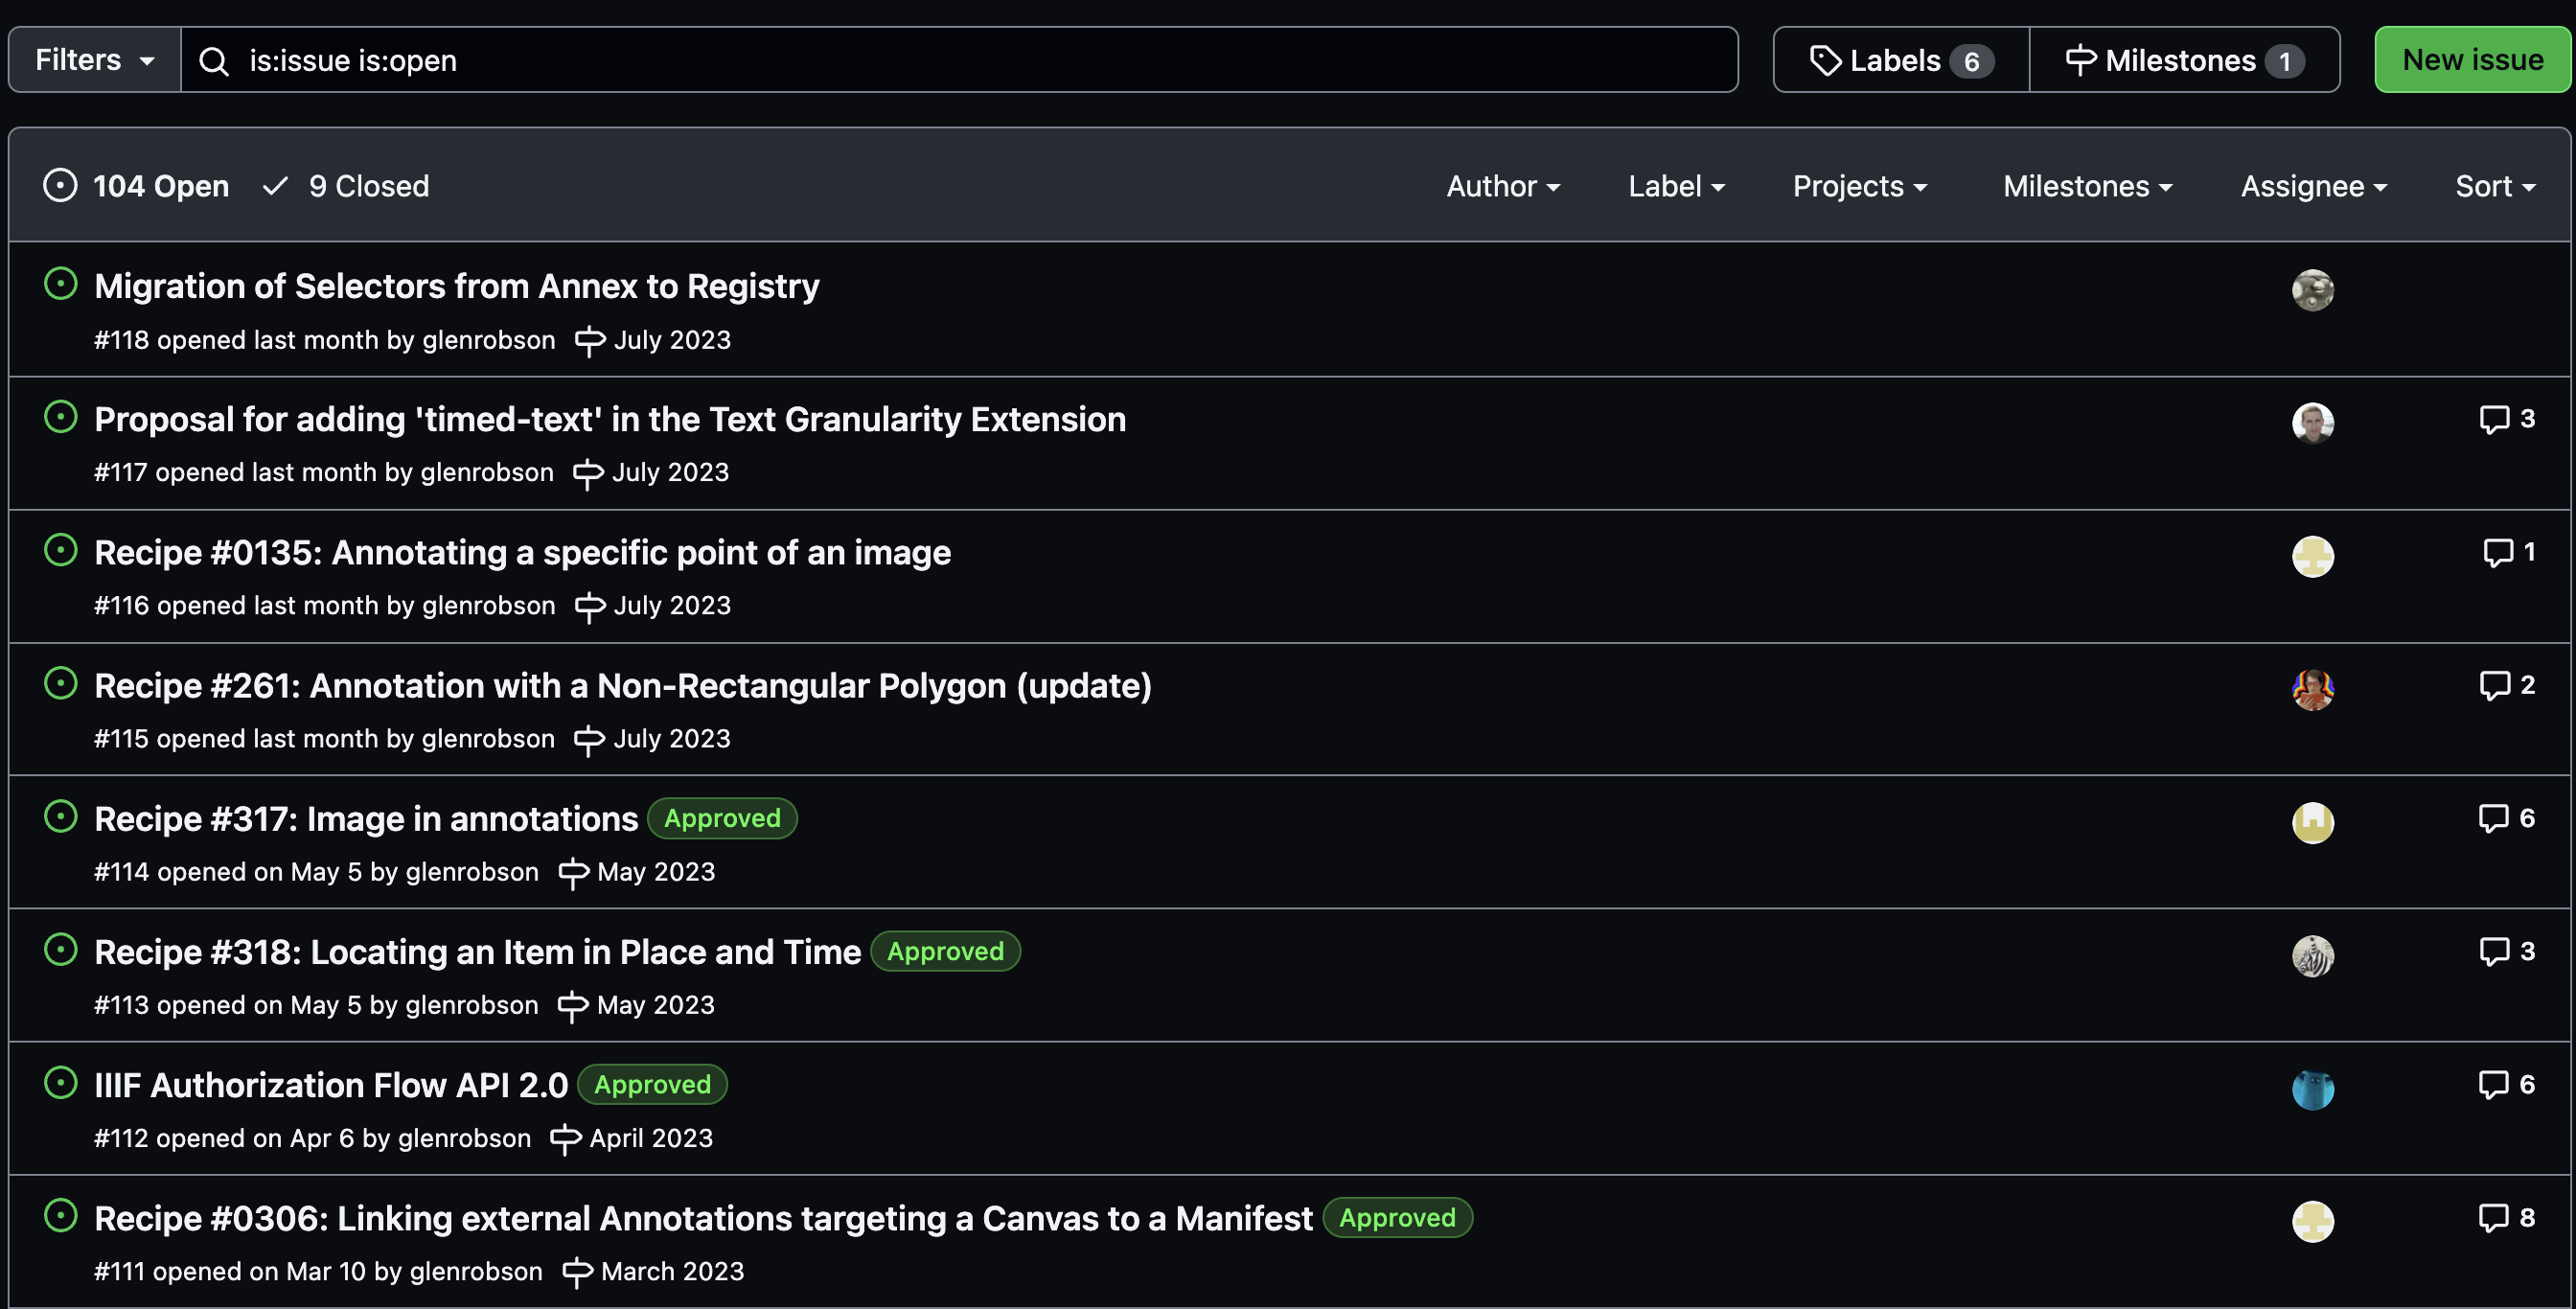 Filters
is:issue is:open
Labels 6
Milestones 1
New issue
104 Open 9 Closed
Author Label Projects Milestones Assignee Sort
Migration of Selectors from Annex to Registry
#118 opened last month by glenrobson July 2023
Proposal for adding 'timed-text' in the Text Granularity Extension
3
#117 opened last month by glenrobson July 2023
Recipe #0135: Annotating a specific point of an image
1
#116 opened last month by glenrobson July 2023
Recipe #261: Annotation with a Non-Rectangular Polygon (update)
2
#115 opened last month by glenrobson July 2023
Recipe #317: Image in annotations Approved
6
#114 opened on May 5 by glenrobson May 2023
Recipe #318: Locating an Item in Place and Time Approved
3
#113 opened on May 5 by glenrobson May 2023
IIIF Authorization Flow API 2.0 Approved
6
#112 opened on Apr 6 by glenrobson April 2023
Recipe #0306: Linking external Annotations targeting a Canvas to a Manifest Approved
8
#111 opened on Mar 10 by glenrobson March 2023